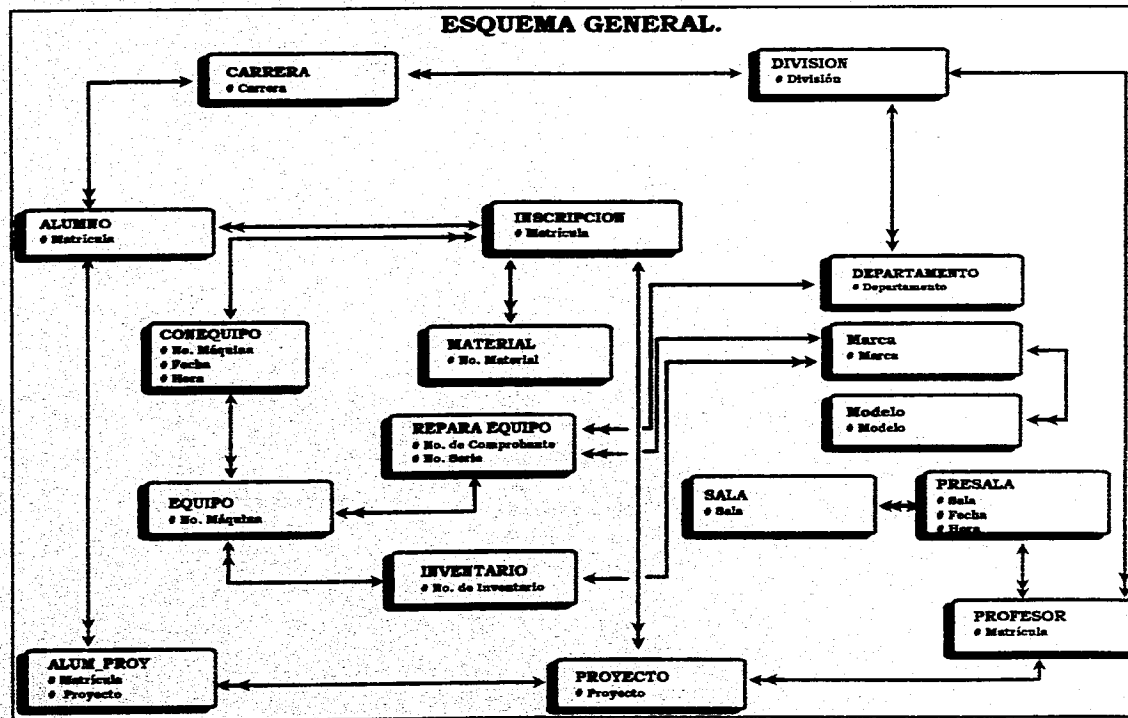 ESQUEMA GENERAL.
CARRERA
# Carrera
DIVISION
# División
ALUMNO
# Matrícula
INSCRIPCION
# Matrícula
DEPARTAMENTO
# Departamento
CONEQUIPO
# No. Máquina
# Fecha
# Hora
MATERIAL
# No. Material
Marca
# Marca
Modelo
# Modelo
REPARA EQUIPO
# No. de Comprobante
# No. Serie
EQUIPO
# No. Máquina
SALA
# Sala
PRESALA
# Sala
# Fecha
# Hora
INVENTARIO
# No. de Inventario
PROFESOR
# Matrícula
ALUM_PROY
# Matrícula
# Proyecto
PROYECTO
# Proyecto